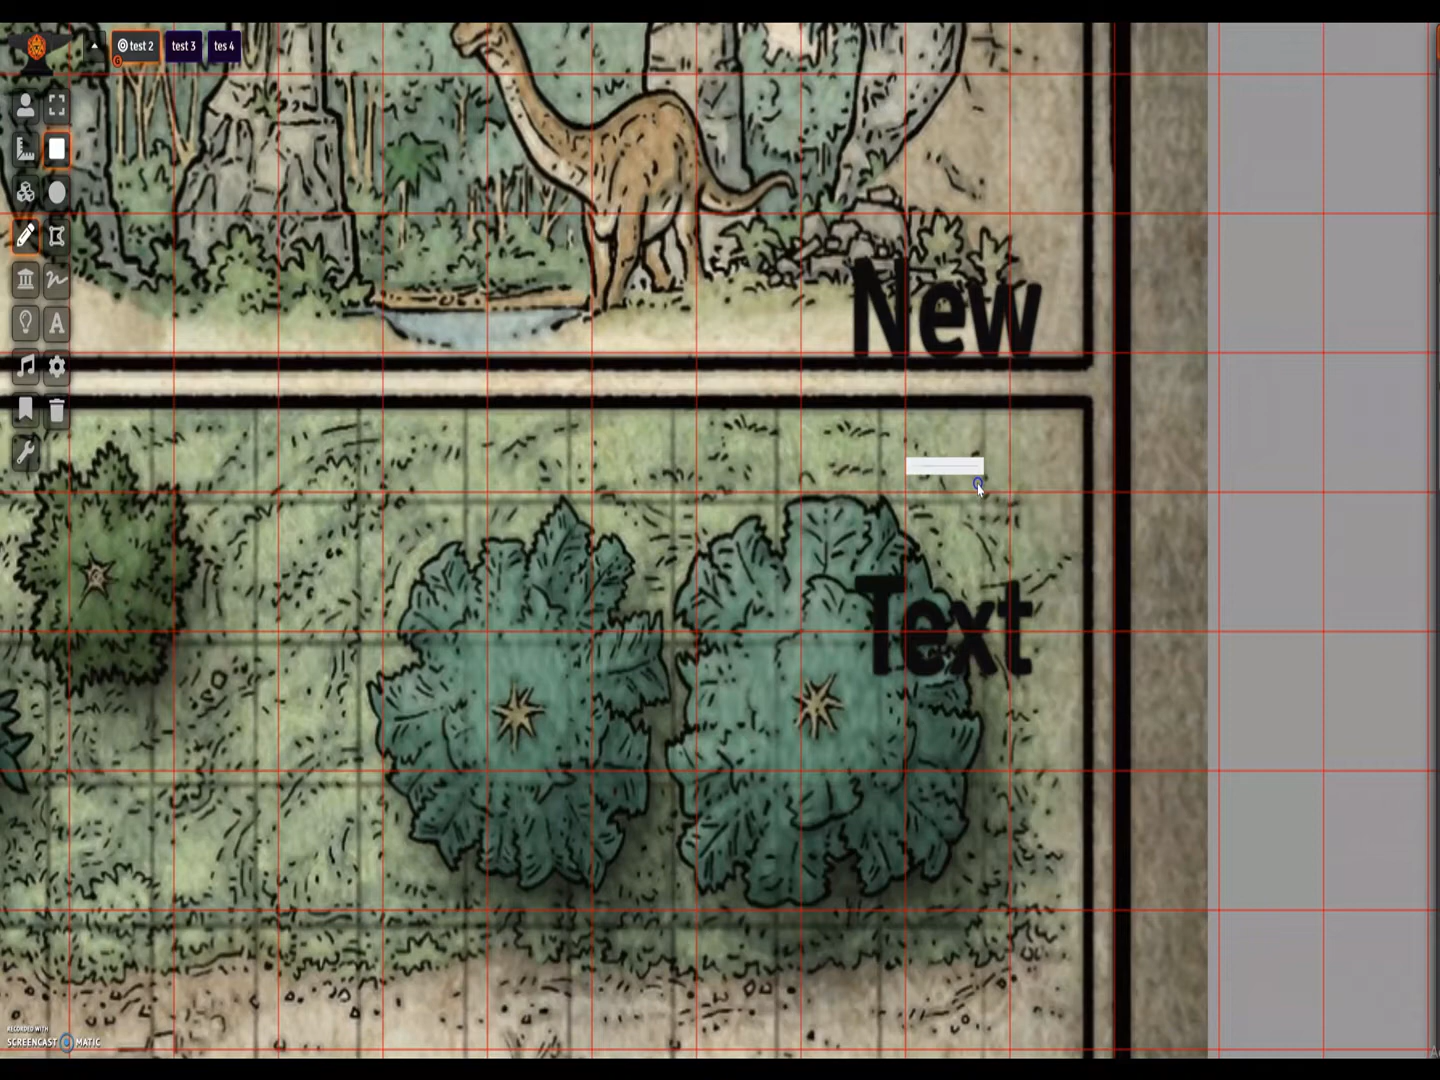 test 2
test 3
tes 4
G
A
New
Text
RECORDED WITH
SCREENCAST MATIC